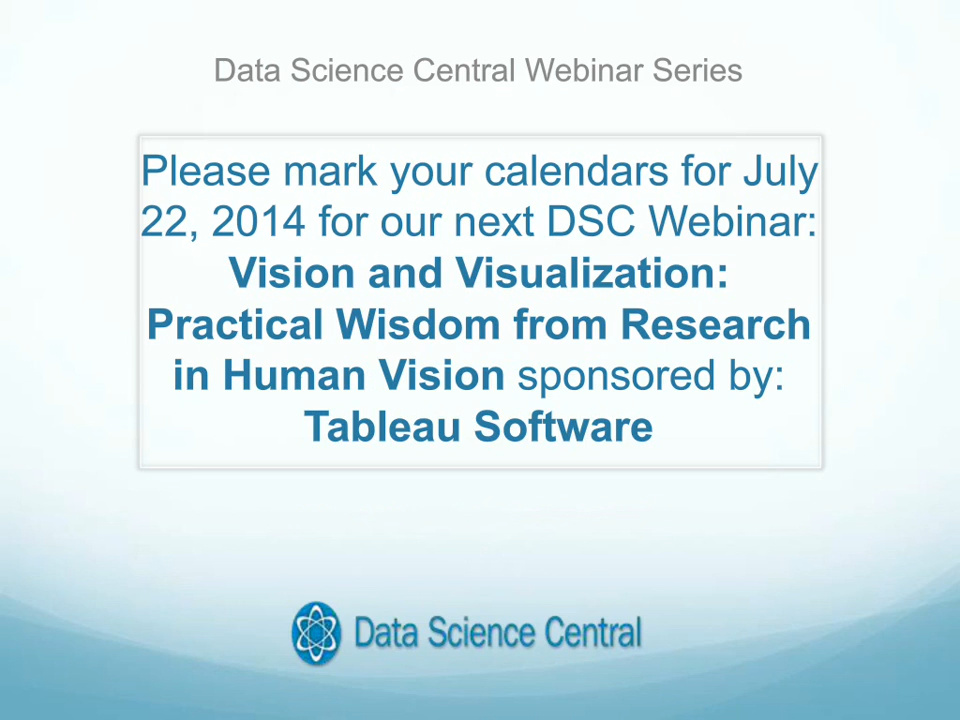 Data Science Central Webinar Series
Please mark your calendars for July
22, 2014 for our next DSC Webinar:
Vision and Visualization:
Practical Wisdom from Research
in Human Vision sponsored by:
Tableau Software
Data Science Central